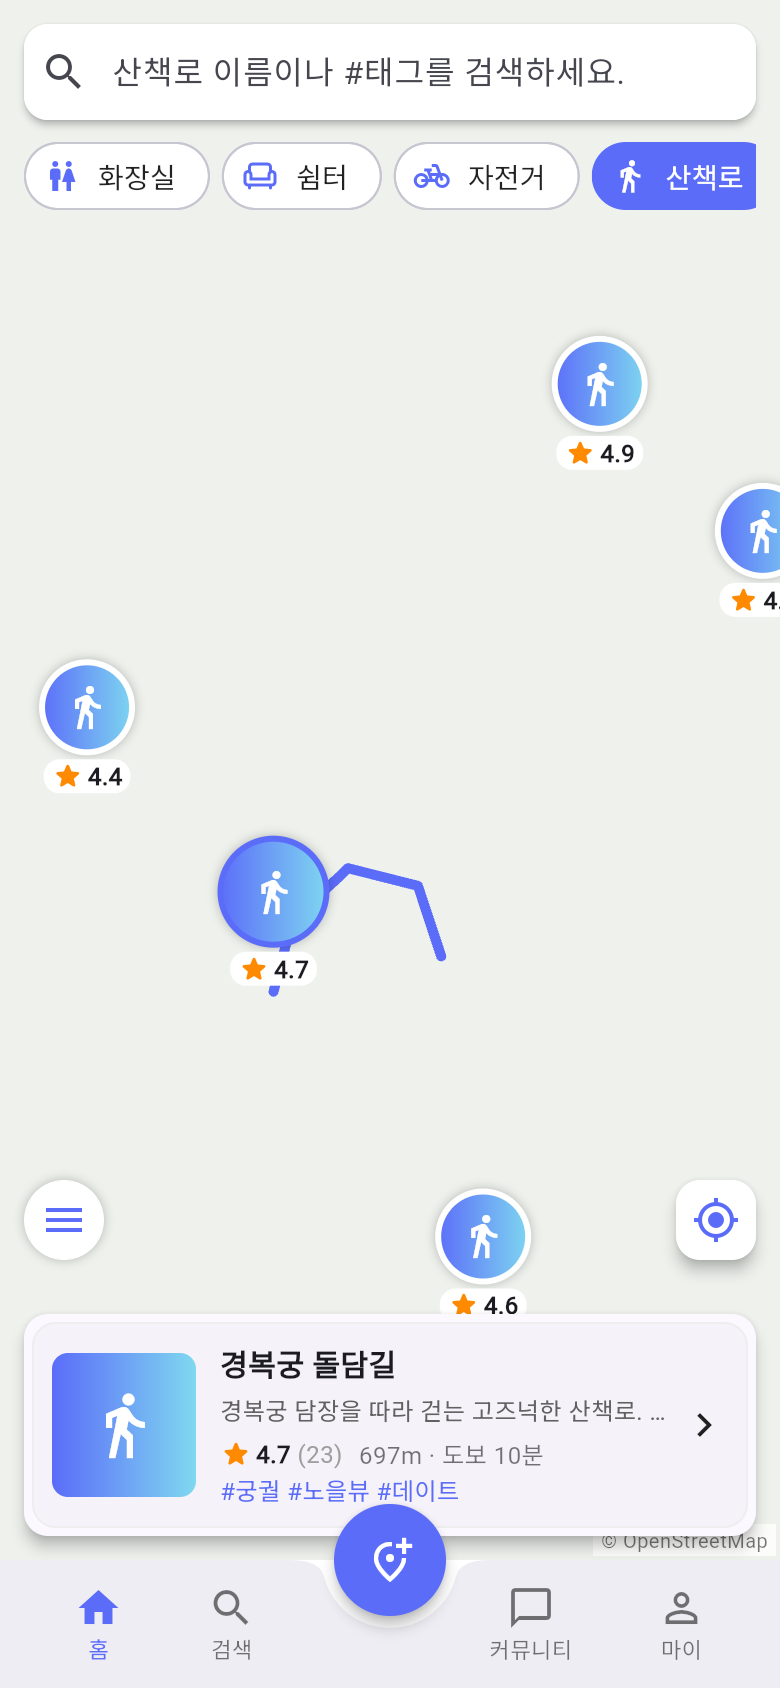 산책로 이름이나 #태그를 검색하세요.
화장실 쉼터 자전거 산책로
4.9
4.
4.4
4.7
4.6
경복궁 돌담길
경복궁 담장을 따라 걷는 고즈넉한 산책로. ...
4.7 (23) 697m · 도보 10분
#궁궐 #노을뷰 #데이트
© OpenStreetMap
홈 검색 커뮤니티 마이